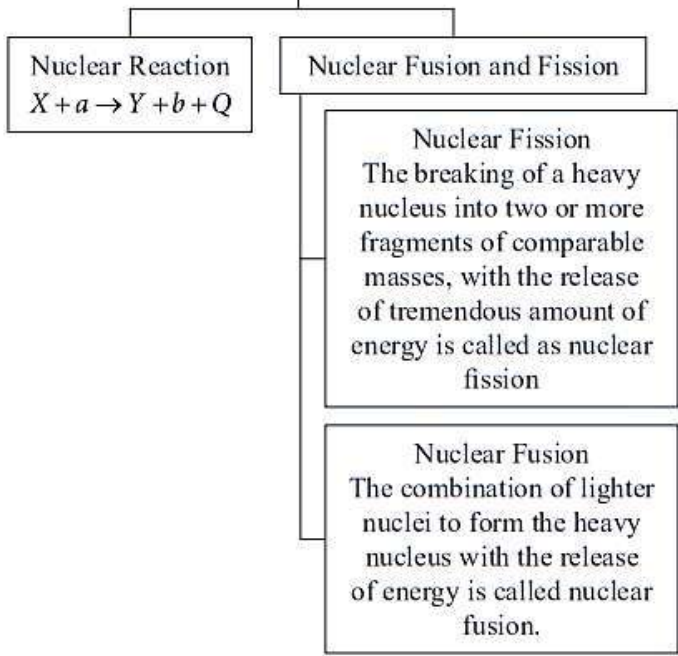 Nuclear Reaction
X + a → Y + b + Q
Nuclear Fusion and Fission
Nuclear Fission
The breaking of a heavy
nucleus into two or more
fragments of comparable
masses, with the release
of tremendous amount of
energy is called as nuclear
fission
Nuclear Fusion
The combination of lighter
nuclei to form the heavy
nucleus with the release
of energy is called nuclear
fusion.